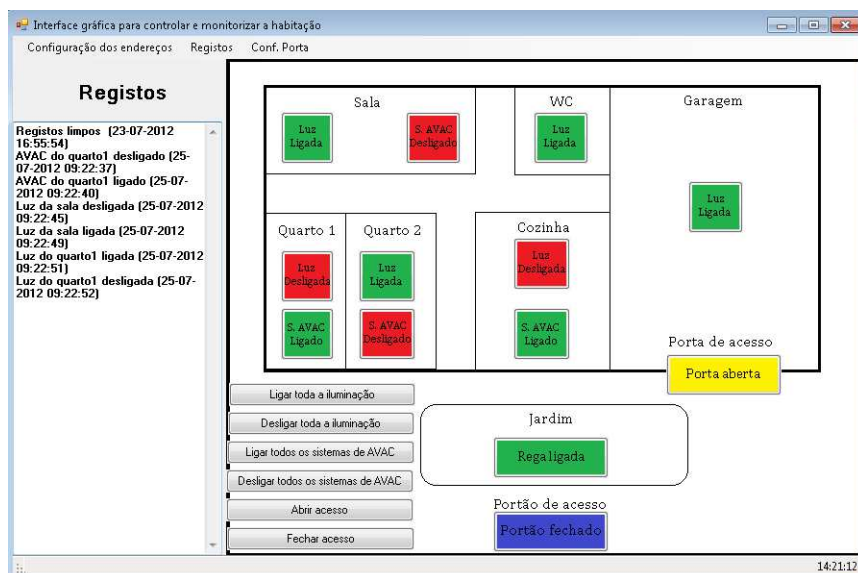 Interface gráfica para controlar e monitorizar a habitação
Configuração dos endereços Registos Conf. Porta
Registos
Registos limpos (23-07-2012
16:55:54)
AVAC do quarto1 desligado (25-
07-2012 09:22:37)
AVAC do quarto1 ligado (25-07-
2012 09:22:40)
Luz da sala desligada (25-07-2012
09:22:45)
Luz da sala ligada (25-07-2012
09:22:49)
Luz do quarto1 ligada (25-07-2012
09:22:51)
Luz do quarto1 desligada (25-07-
2012 09:22:52)
Sala
Luz
Ligada
S. AVAC
Desligado
WC
Luz
Ligada
Garagem
Luz
Ligada
Quarto 1
Luz
Desligada
S. AVAC
Ligado
Quarto 2
Luz
Ligada
S. AVAC
Desligado
Cozinha
Luz
Desligada
S. AVAC
Ligado
Porta de acesso
Porta aberta
Ligar toda a iluminação
Desligar toda a iluminação
Ligar todos os sistemas de AVAC
Desligar todos os sistemas de AVAC
Abrir acesso
Fechar acesso
Jardim
Rega ligada
Portão de acesso
Portão fechado
14:21:12